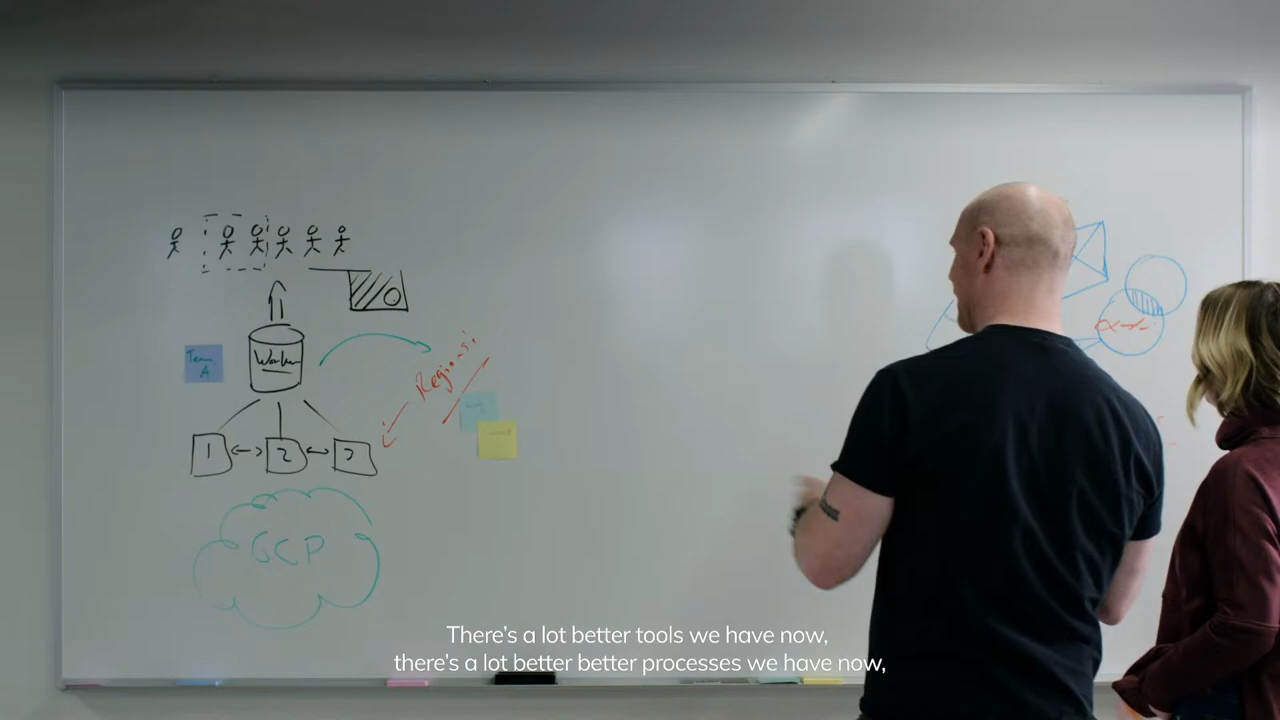 Worker
Team
A
Regions:
1
2
GCP
There's a lot better tools we have now,
there's a lot better better processes we have now,